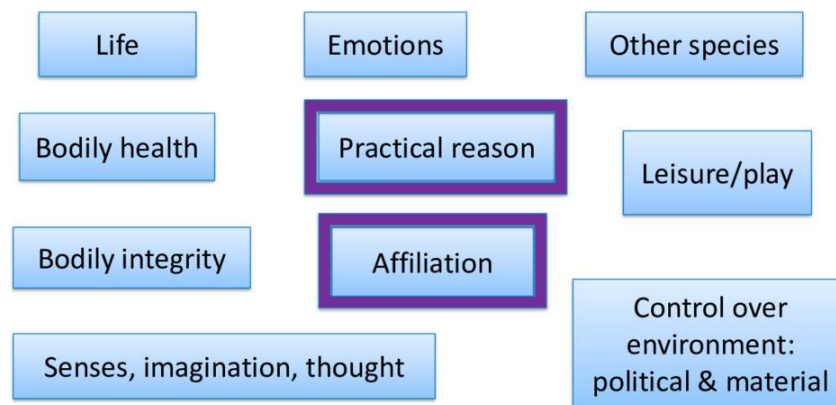 Life
Emotions
Other species
Bodily health
Practical reason
Leisure/play
Bodily integrity
Affiliation
Control over
environment:
political & material
Senses, imagination, thought